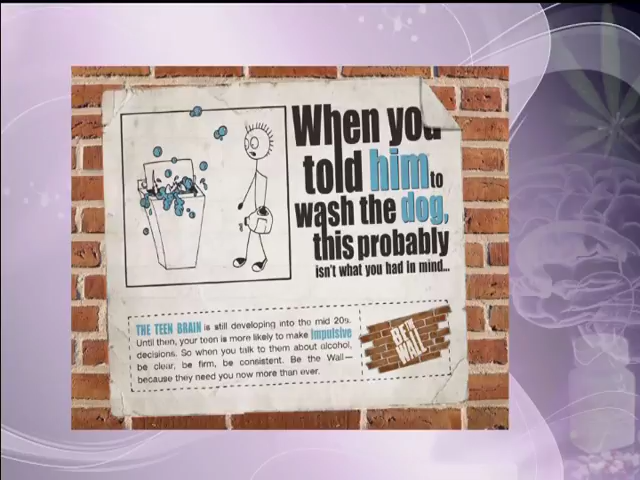 When you
told him to
wash the dog,
this probably
isn't what you had in mind...
THE TEEN BRAIN is still developing into the mid 20s.
Until then, your teen is more likely to make impulsive
decisions. So when you talk to them about alcohol,
be clear, be firm, be consistent. Be the Wall—
because they need you now more than ever.
BE THE
WALL